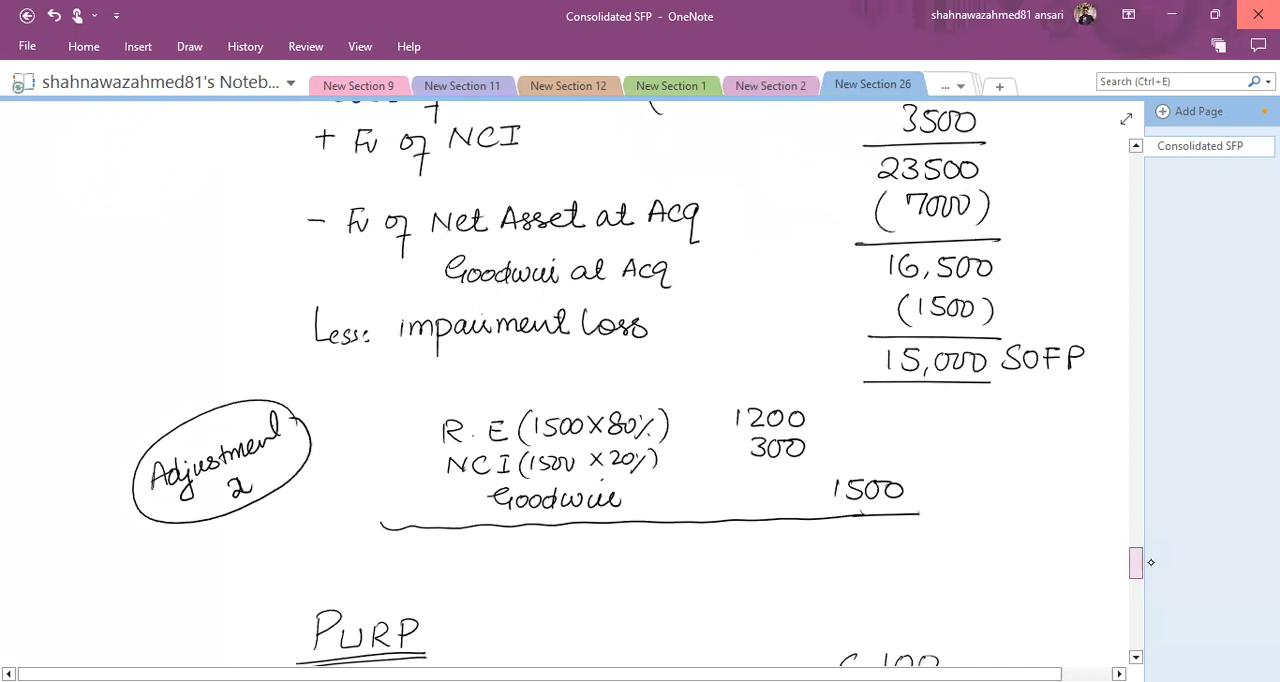 Consolidated SFP - OneNote
shahnawazahmed81 ansari
File Home Insert Draw History Review View Help
shahnawazahmed81's Noteb...
New Section 9 New Section 11 New Section 12 New Section 1 New Section 2 New Section 26 ...
Search (Ctrl+E)
Add Page
Consolidated SFP
3500
+ Fv of NCI
23500
- Fv of Net Asset at Acq (7000)
Goodwill at Acq 16,500
Less: impairment Loss (1500)
15,000 SOFP
Adjustment
2
R.E (1500 X 80%) 1200
NCI (1500 X 20%) 300
Goodwill 1500
PURP